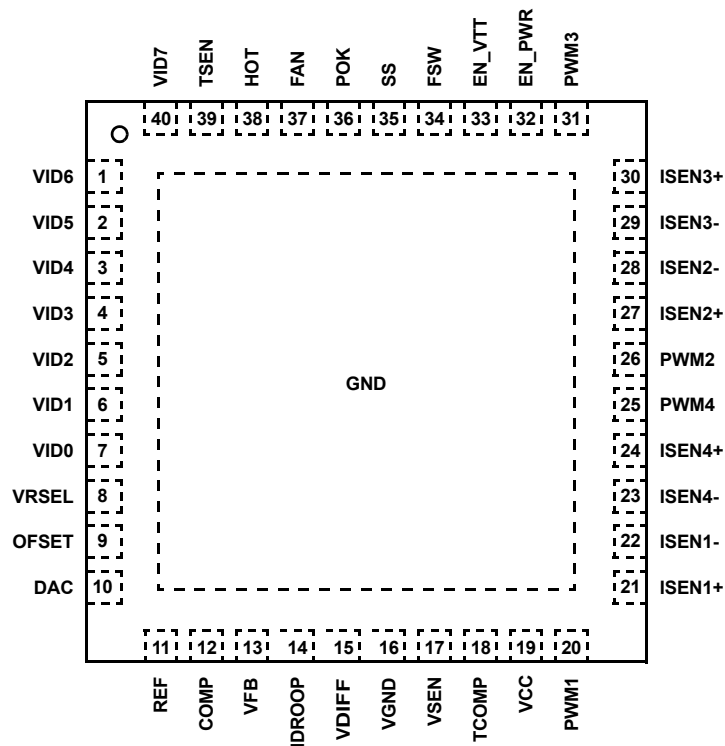 VID7 TSEN HOT FAN POK SS FSW EN_VTT EN_PWR PWM3
40 39 38 37 36 35 34 33 32 31
VID6 1 30 ISEN3+
VID5 2 29 ISEN3-
VID4 3 28 ISEN2-
VID3 4 27 ISEN2+
VID2 5 26 PWM2
GND
VID1 6 25 PWM4
VID0 7 24 ISEN4+
VRSEL 8 23 ISEN4-
OFSET 9 22 ISEN1-
DAC 10 21 ISEN1+
11 12 13 14 15 16 17 18 19 20
REF COMP VFB IDROOP VDIFF VGND VSEN TCOMP VCC PWM1